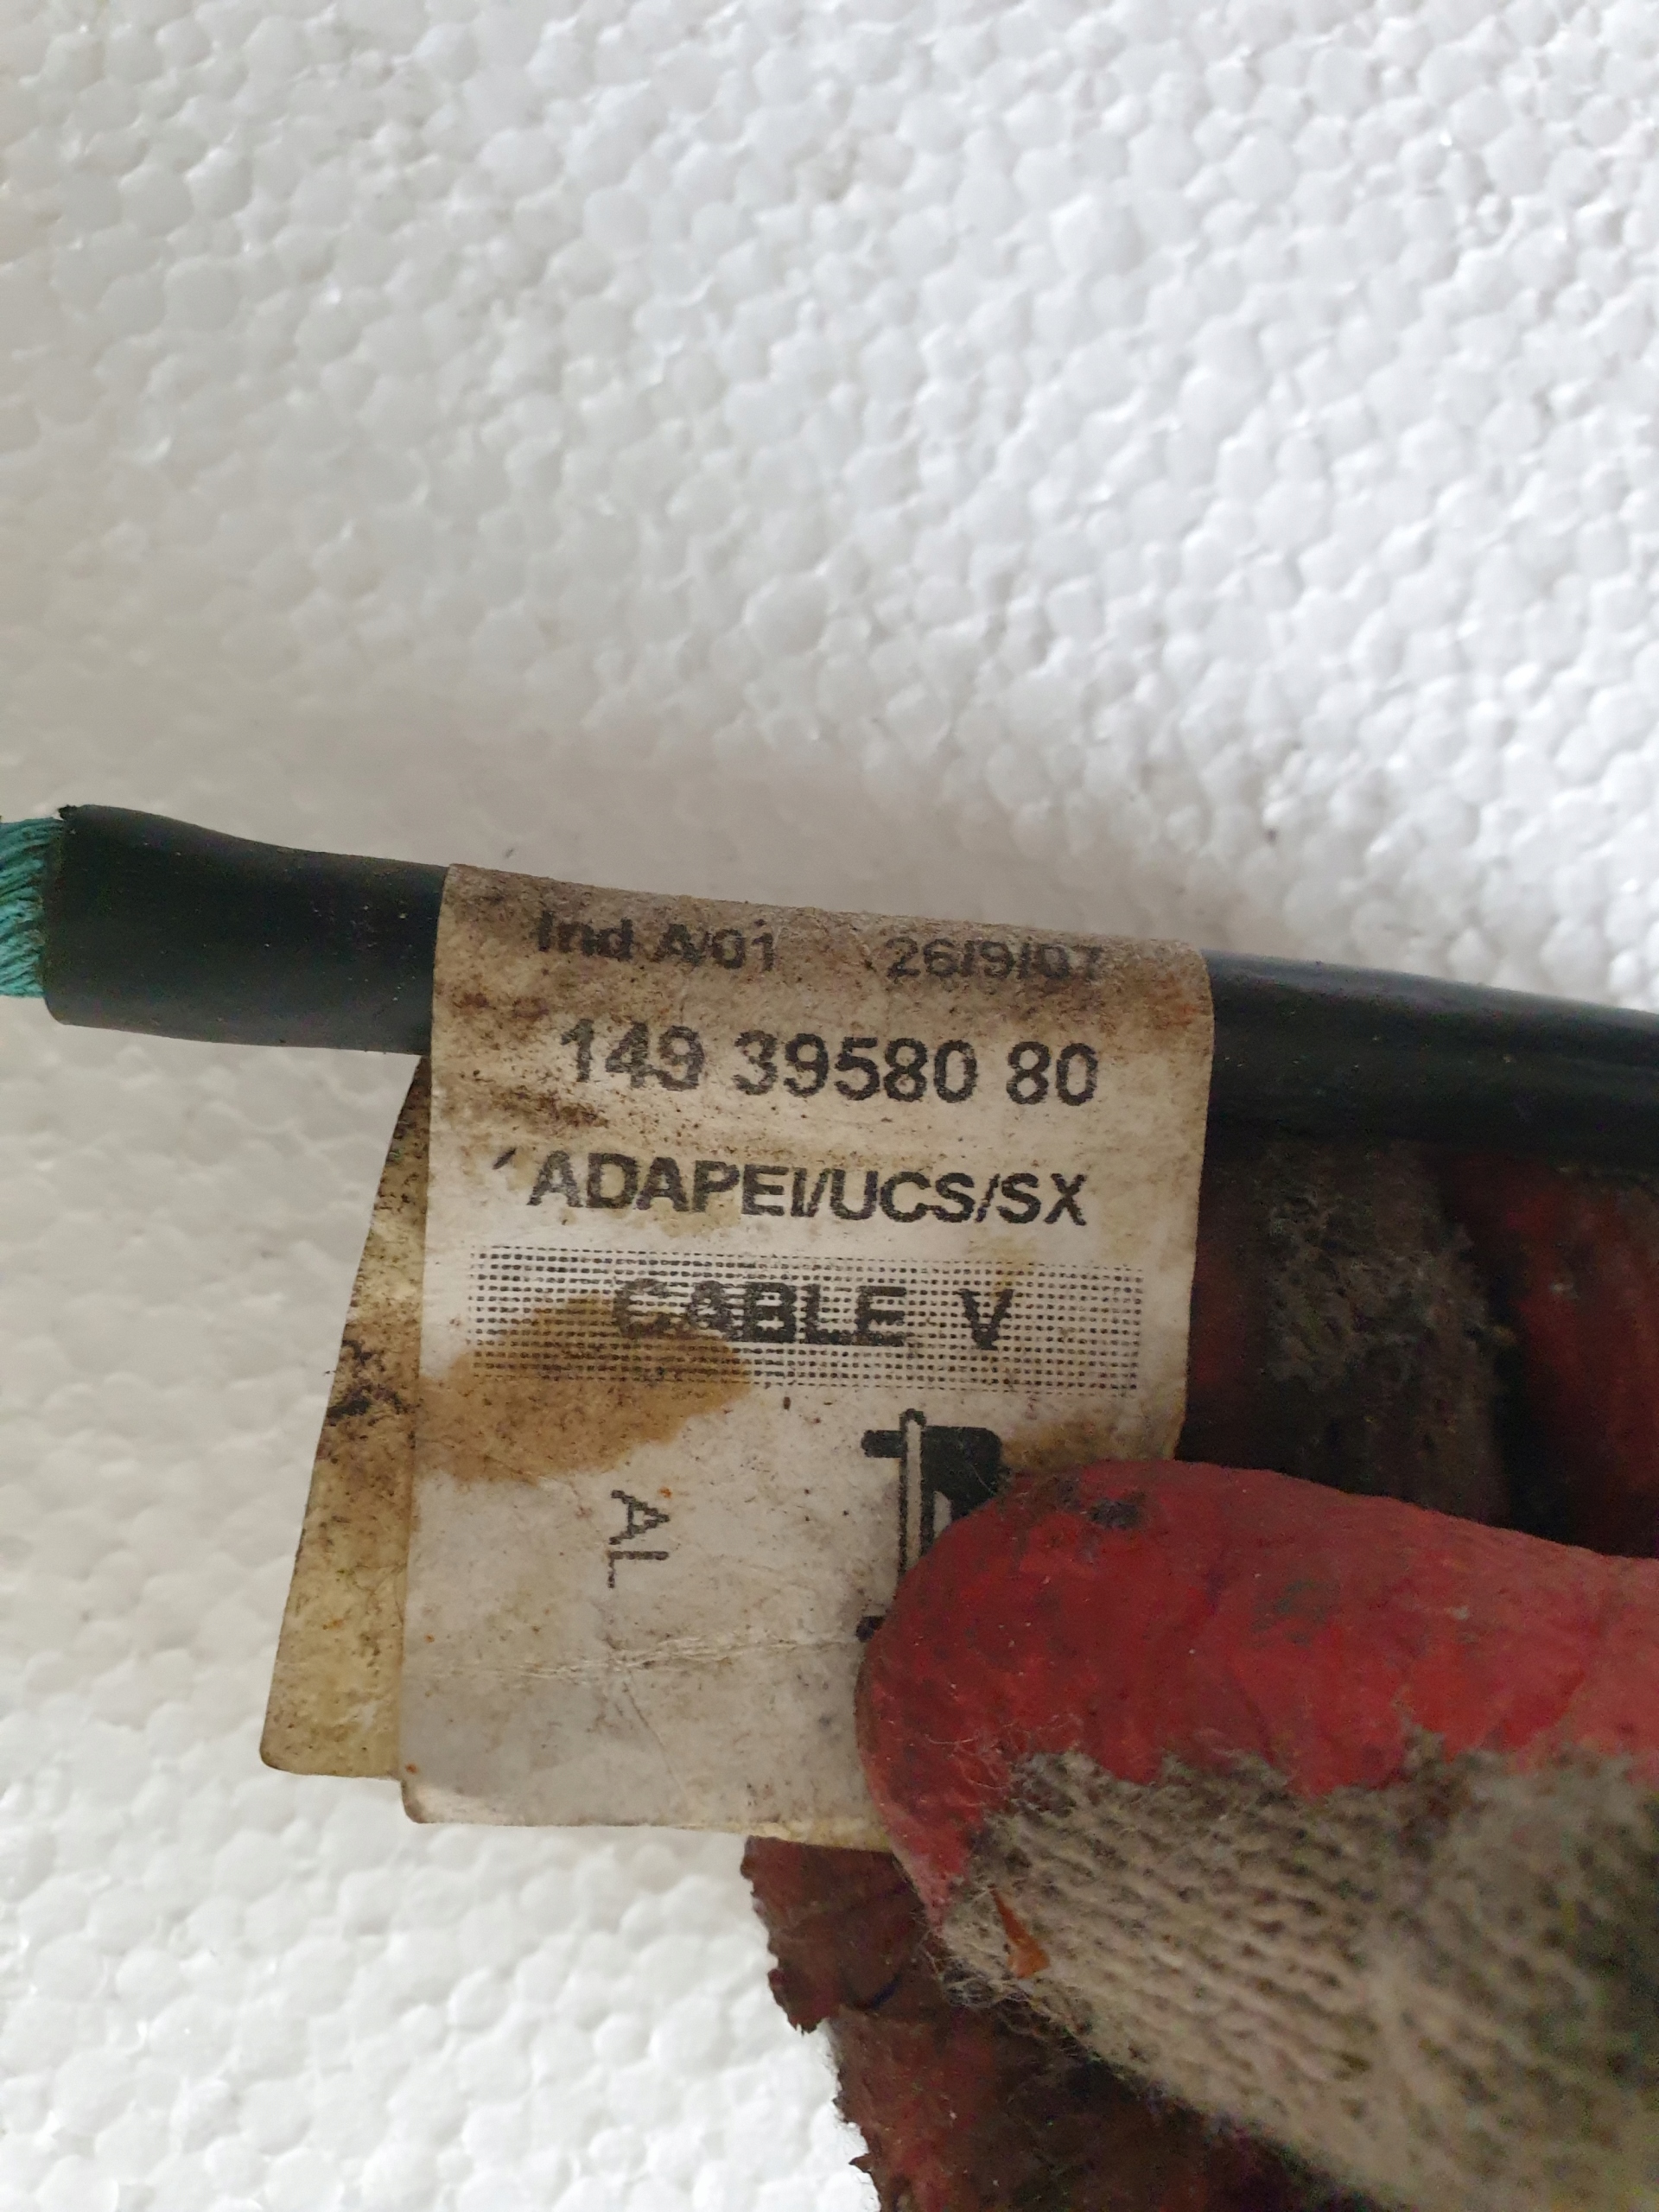 Ind A/01 26/9/07
149 39580 80
ADAPEI/UCS/SX
CABLE V
AL